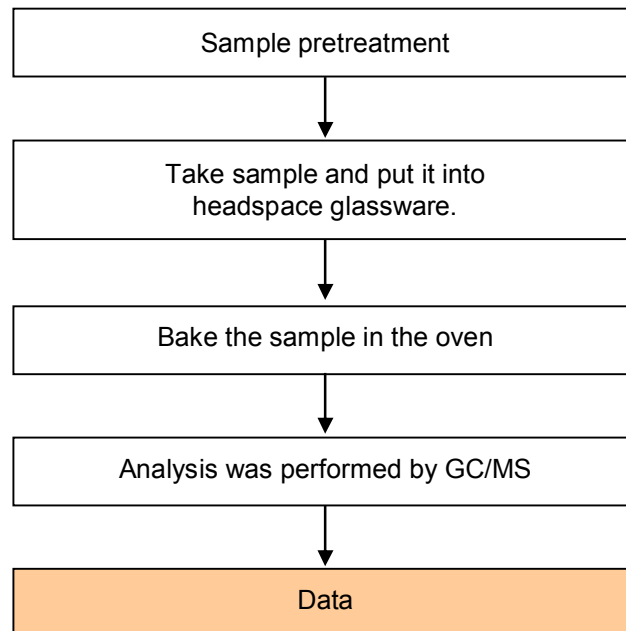 Sample pretreatment
Take sample and put it into
headspace glassware.
Bake the sample in the oven
Analysis was performed by GC/MS
Data